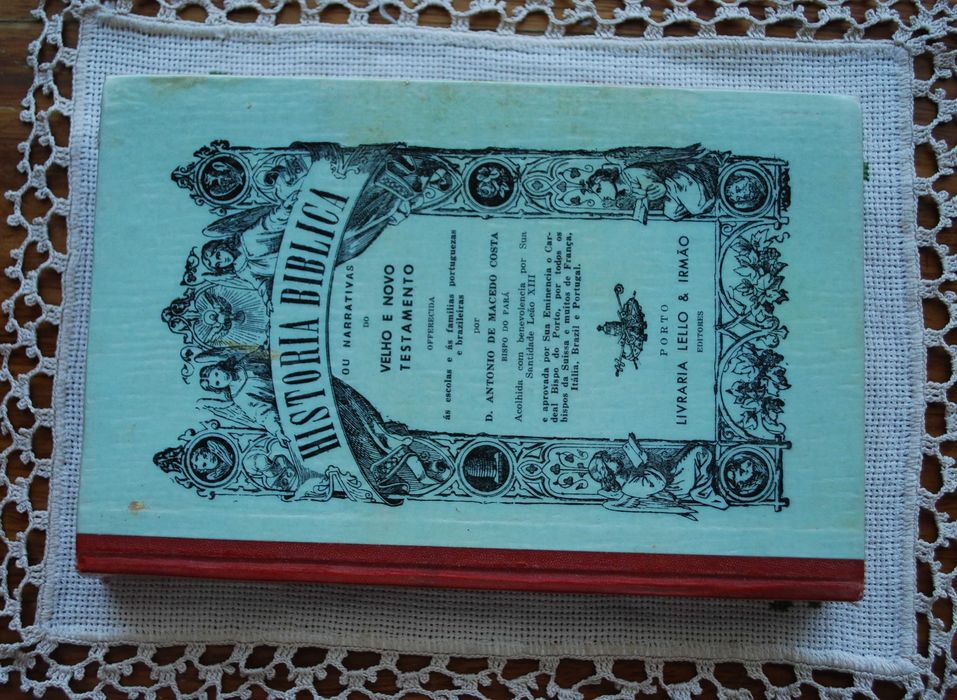 HISTORIA BIBLICA
OU NARRATIVAS
DO
VELHO E NOVO
TESTAMENTO
OFFERECIDA
ás escolas e ás familias portuguezas
e brazileiras
por
D. ANTONIO DE MACEDO COSTA
BISPO DO PARÁ
Acolhida com benevolencia por Sua
Santidade Leão XIII
e aprovada por Sua Eminencia o Car-
deal Bispo do Porto, por todos os
bispos da Suissa e muitos de França,
Itália, Brazil e Portugal.
PORTO
LIVRARIA LELLO & IRMÃO
EDITORES